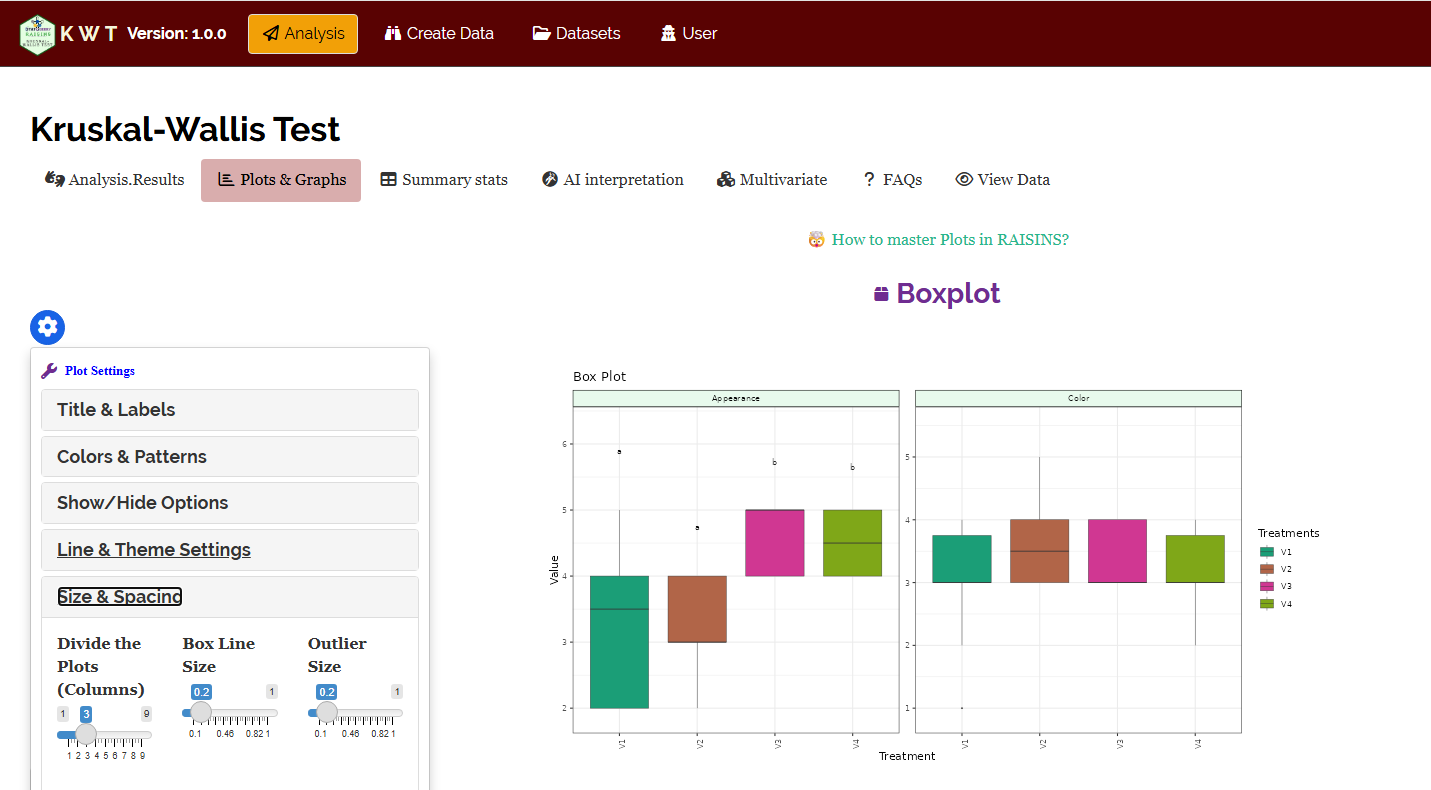 K W T Version: 1.0.0 Analysis Create Data Datasets User
Kruskal-Wallis Test
Analysis.Results Plots & Graphs Summary stats AI interpretation Multivariate ? FAQs View Data
How to master Plots in RAISINS?
Boxplot
Plot Settings
Title & Labels
Colors & Patterns
Show/Hide Options
Line & Theme Settings
Size & Spacing
Divide the
Plots
(Columns)
1 3 9
1 2 3 4 5 6 7 8 9
Box Line
Size
0.2 1
0.1 0.46 0.82 1
Outlier
Size
0.2 1
0.1 0.46 0.82 1
Box Plot
Appearance
Color
Value
6
5
4
3
2
a
a
b
b
V1 V2 V3 V4
5
4
3
2
1
V1 V2 V3 V4
Treatment
Treatments
V1
V2
V3
V4